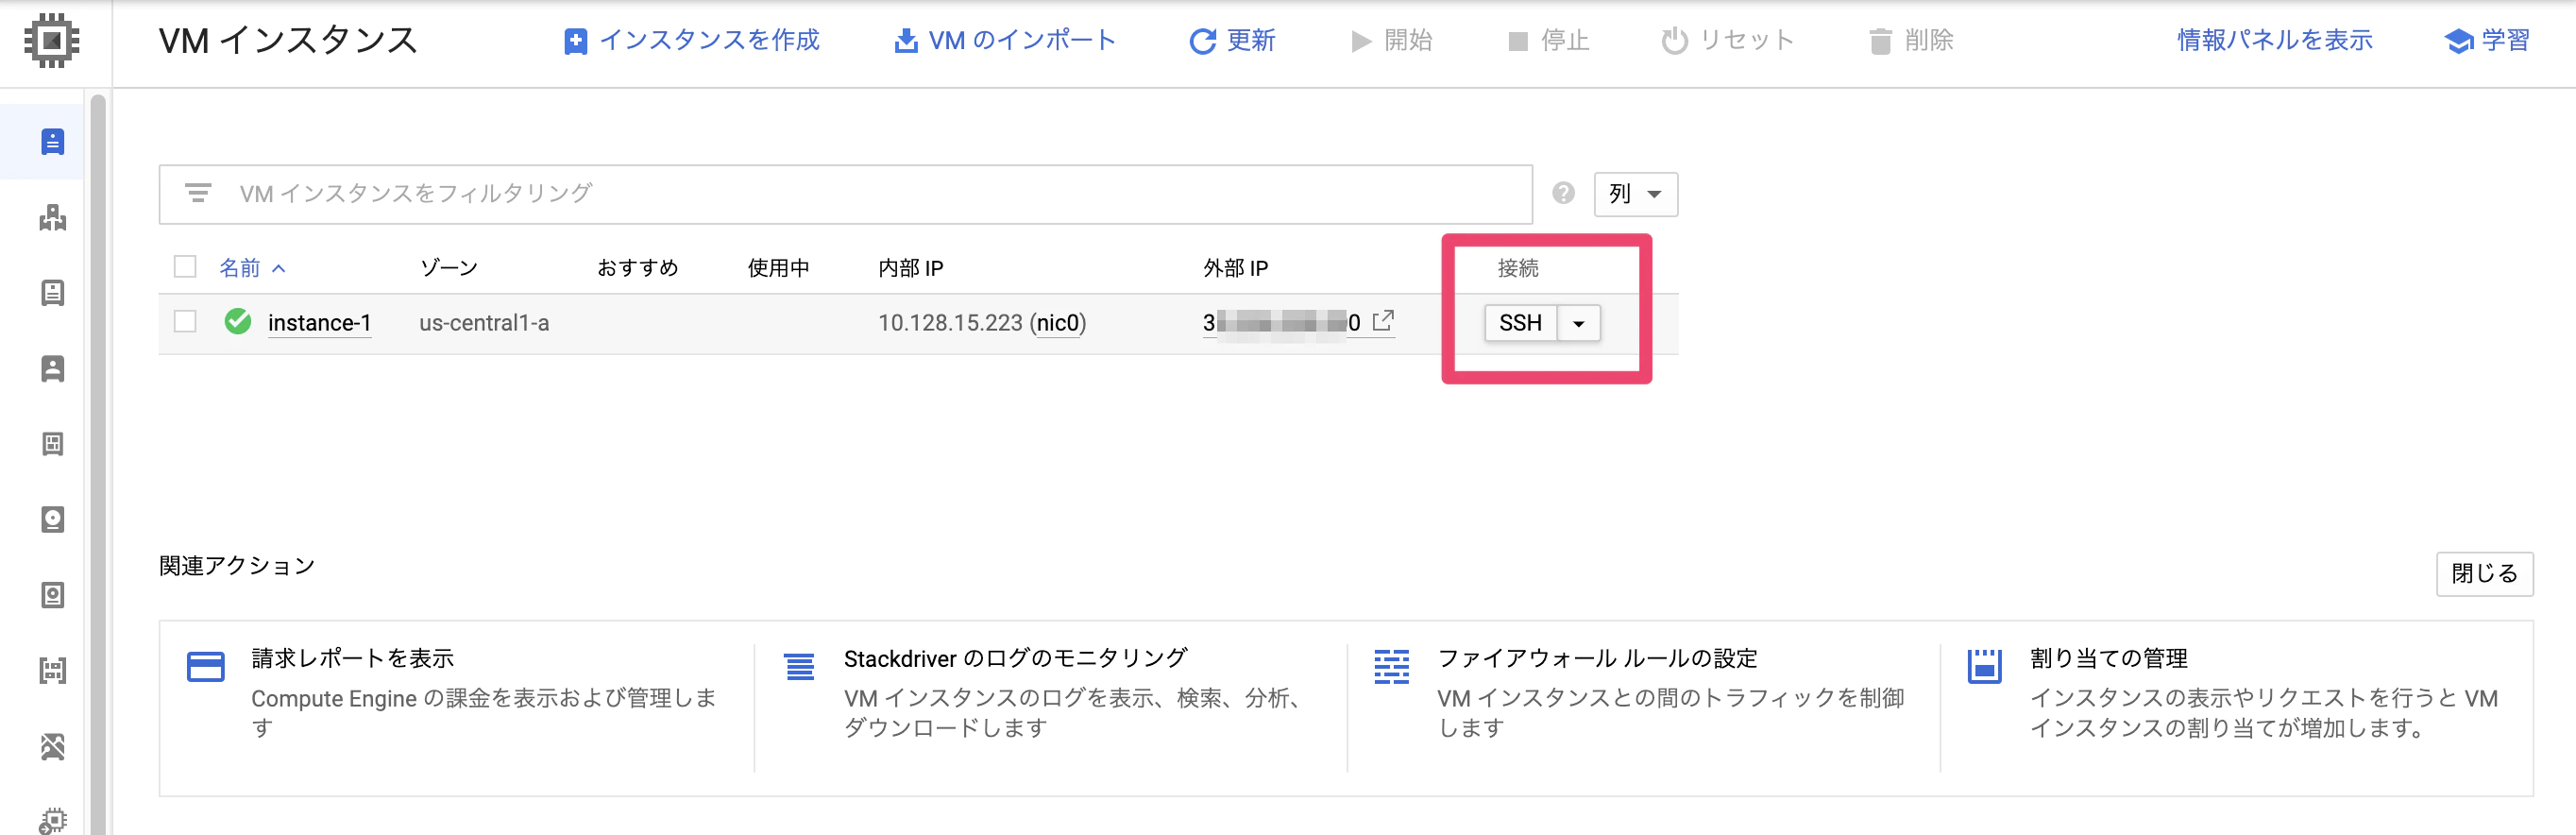 VM インスタンス
インスタンスを作成
VM のインポート
更新
開始
停止
リセット
削除
情報パネルを表示
学習
VM インスタンスをフィルタリング
列
名前 ゾーン おすすめ 使用中 内部 IP 外部 IP 接続
instance-1 us-central1-a 10.128.15.223 (nic0) SSH
関連アクション
閉じる
請求レポートを表示
Compute Engine の課金を表示および管理しま
す
Stackdriver のログのモニタリング
VM インスタンスのログを表示、検索、分析、
ダウンロードします
ファイアウォール ルールの設定
VM インスタンスとの間のトラフィックを制御
します
割り当ての管理
インスタンスの表示やリクエストを行うと VM
インスタンスの割り当てが増加します。